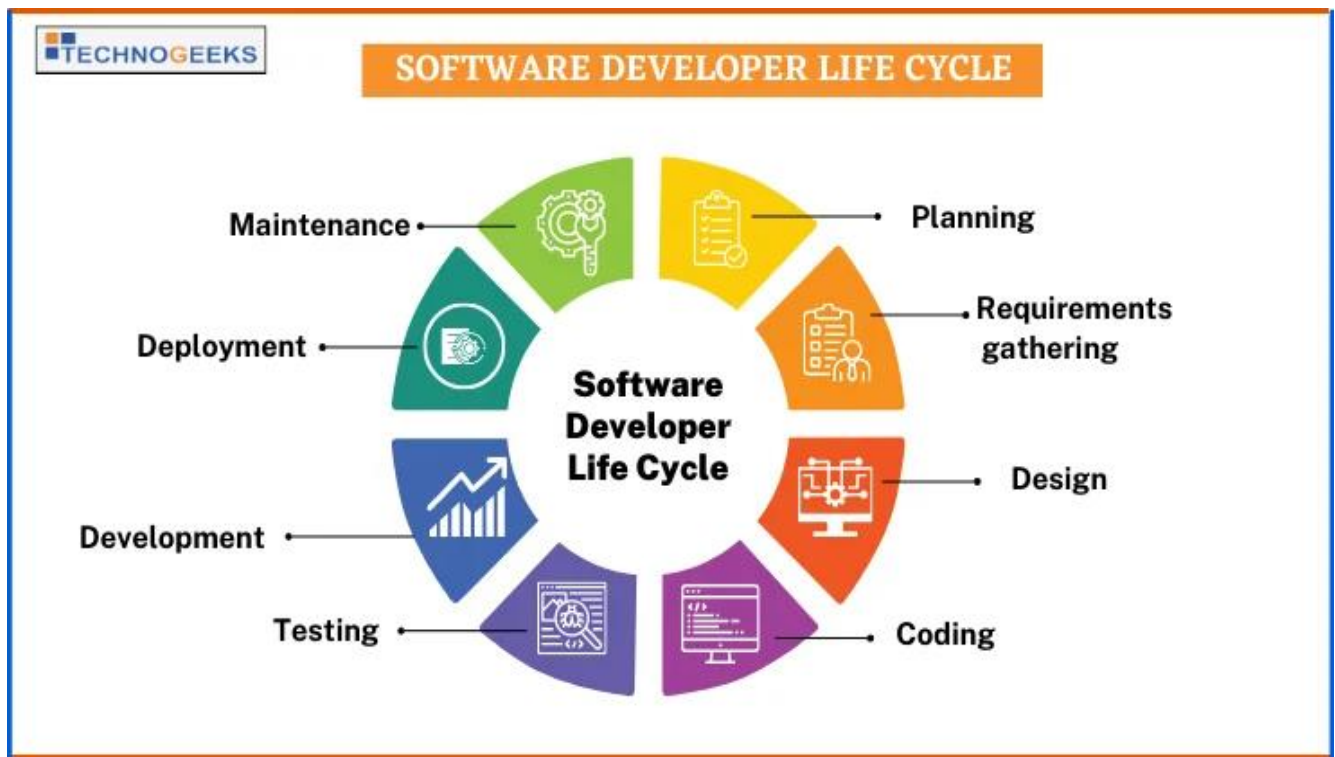 TECHNOGEEKS
SOFTWARE DEVELOPER LIFE CYCLE
Maintenance
Planning
Requirements
gathering
Deployment
Software
Developer
Life Cycle
Design
Development
Testing
Coding